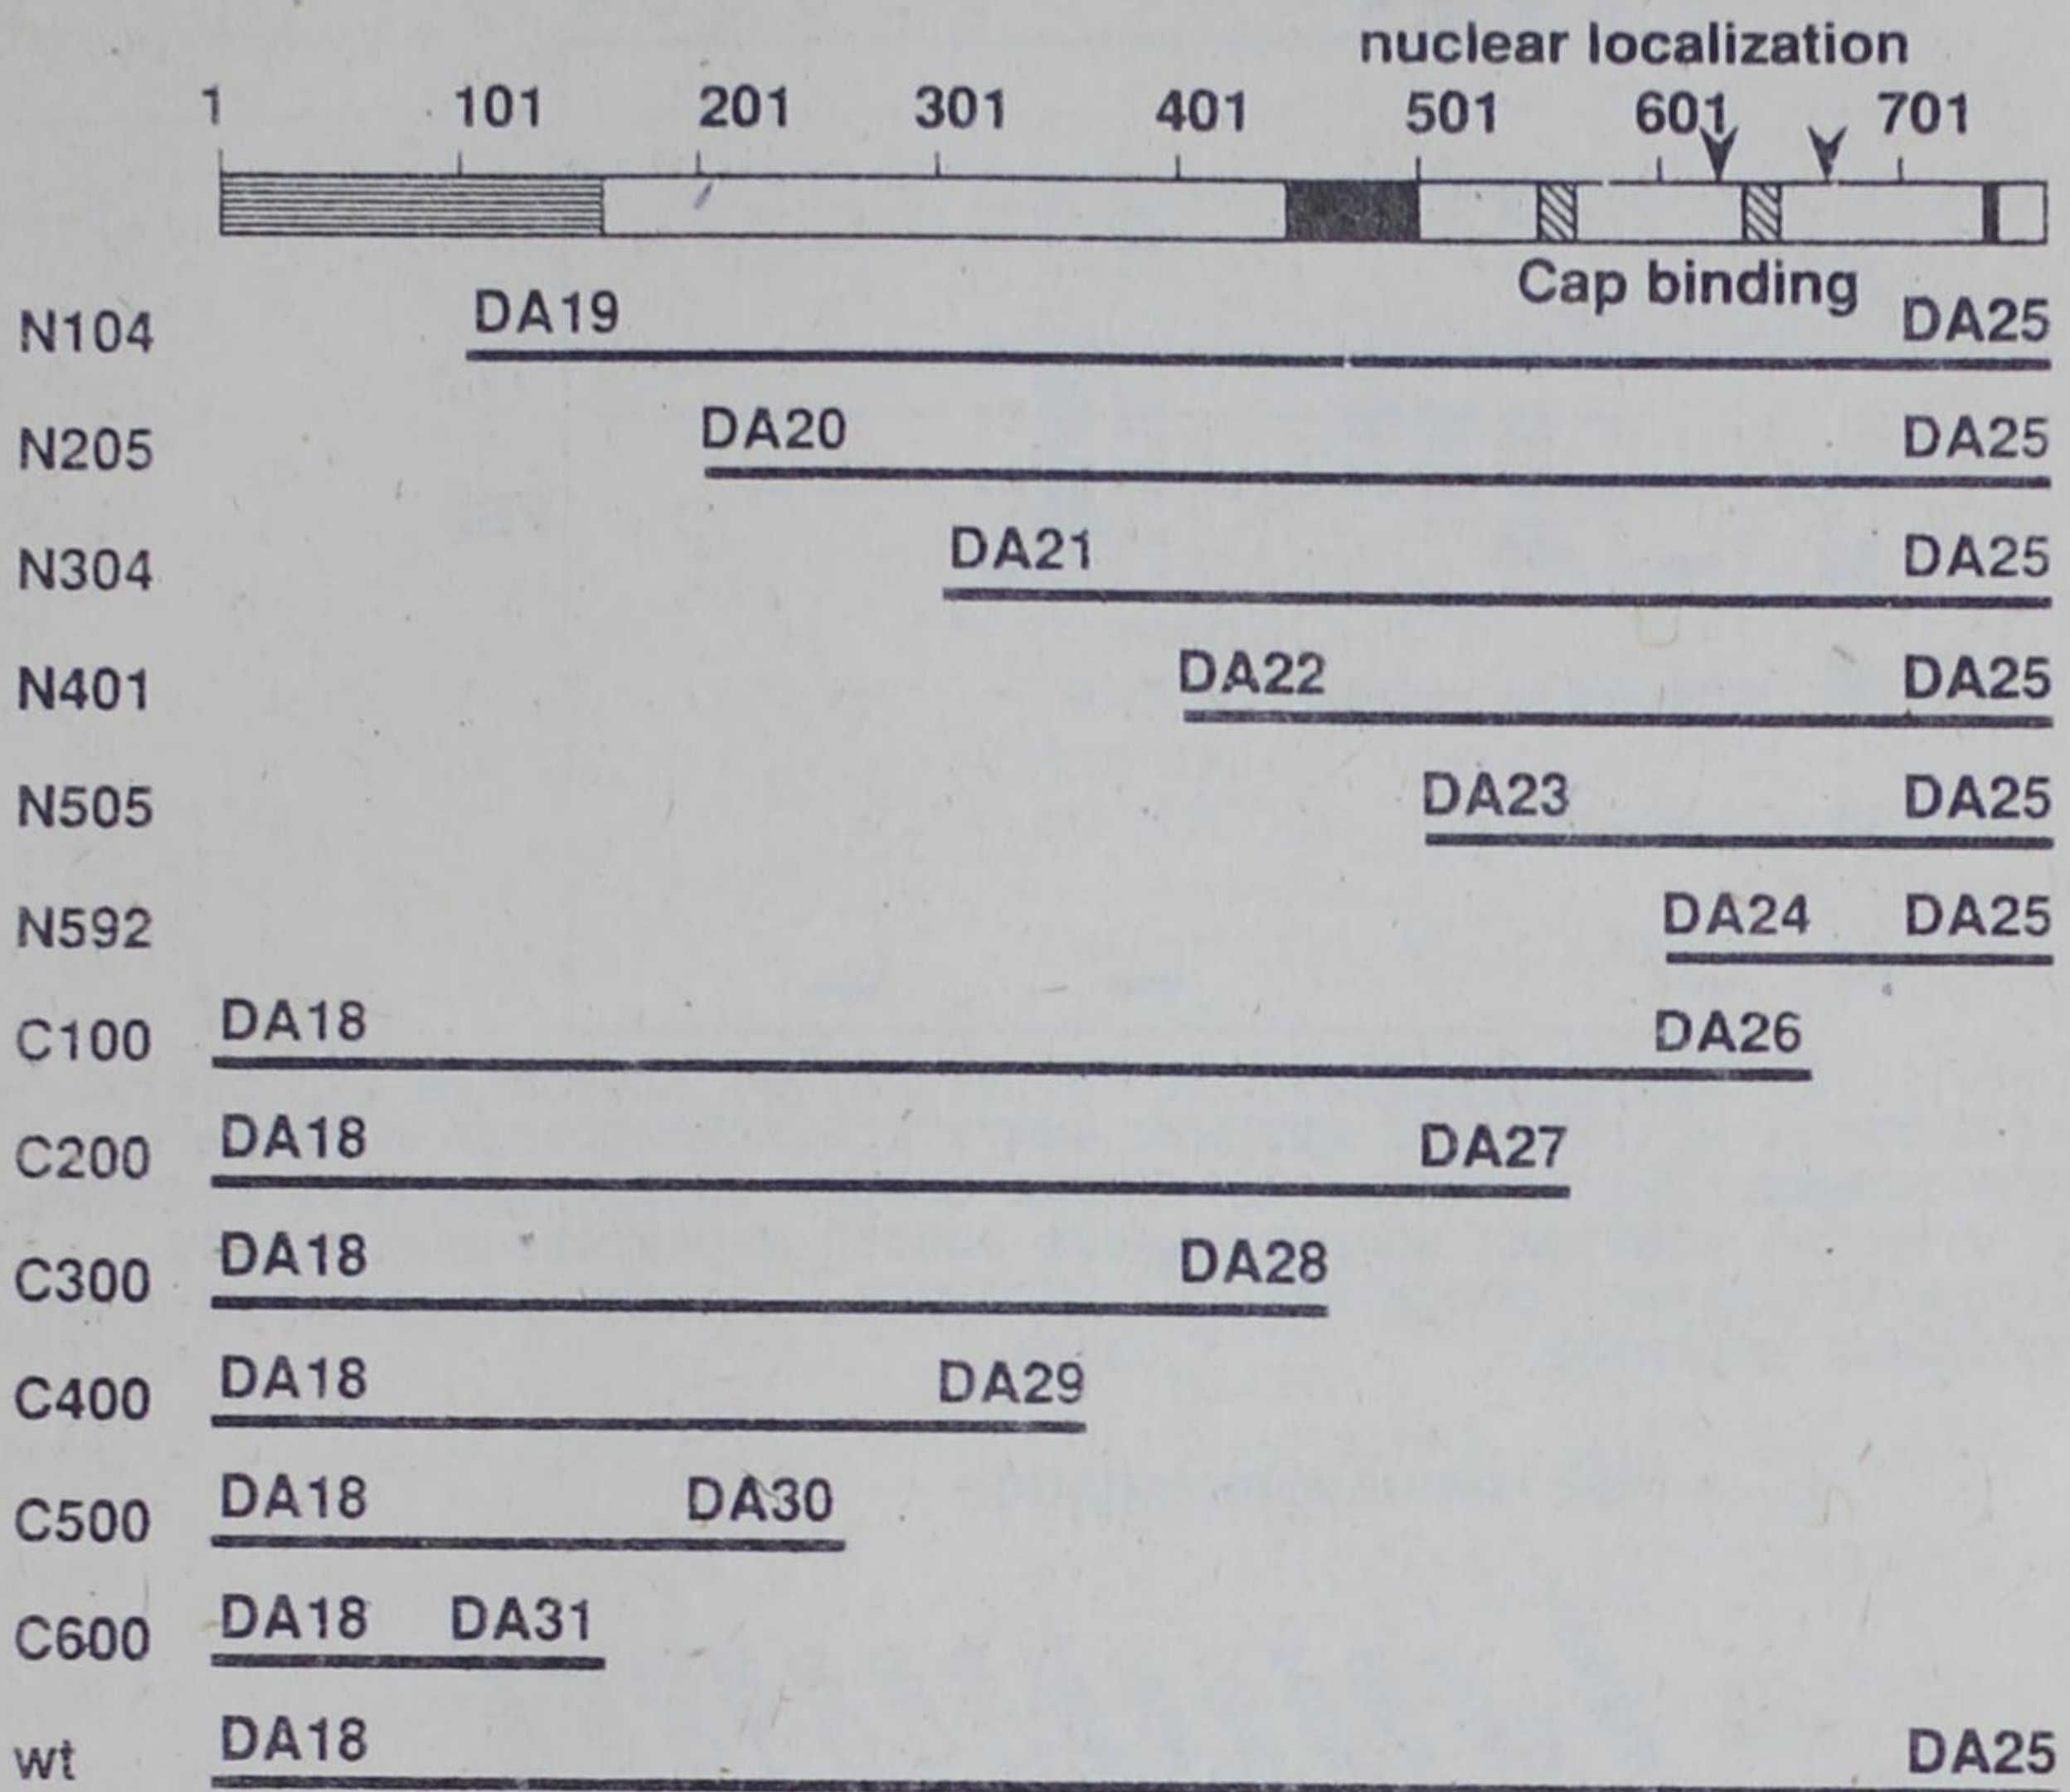 nuclear localization
1 101 201 301 401 501 601 701
Cap binding
N104 DA19 DA25
N205 DA20 DA25
N304 DA21 DA25
N401 DA22 DA25
N505 DA23 DA25
N592 DA24 DA25
C100 DA18 DA26
C200 DA18 DA27
C300 DA18 DA28
C400 DA18 DA29
C500 DA18 DA30
C600 DA18 DA31
wt DA18 DA25